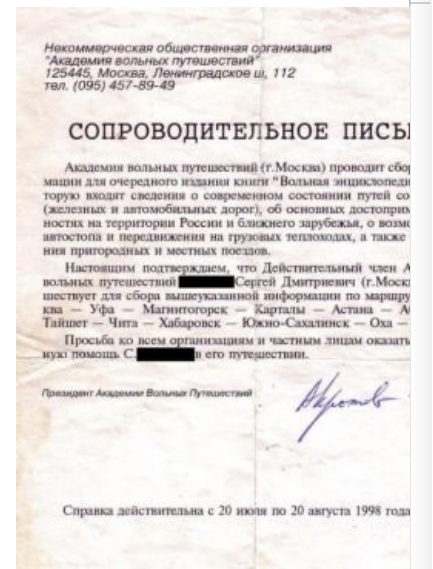 Некоммерческая общественная организация
"Академия вольных путешествий"
125445, Москва, Ленинградское ш, 112
тел. (095) 457-89-49
СОПРОВОДИТЕЛЬНОЕ ПИСЬ
Академия вольных путешествий (г.Москва) проводит сбор
мации для очередного издания книги "Вольная энциклопеди
торую входят сведения о современном состоянии путей со
(железных и автомобильных дорог), об основных достоприм
ностях на территории России и ближнего зарубежья, о возмо
автостопа и передвижения на грузовых теплоходах, а также
ния пригородных и местных поездов.
Настоящим подтверждаем, что Действительный член А
вольных путешествий Сергей Дмитриевич (г.Моск
шествует для сбора вышеуказанной информации по маршру
ква — Уфа — Магнитогорск — Карталы — Астана — А
Тайшет — Чита — Хабаровск — Южно-Сахалинск — Оха —
Просьба ко всем организациям и частным лицам оказать
ную помощь С. в его путешествии.
Президент Академии Вольных Путешествий
Справка действительна с 20 июля по 20 августа 1998 года